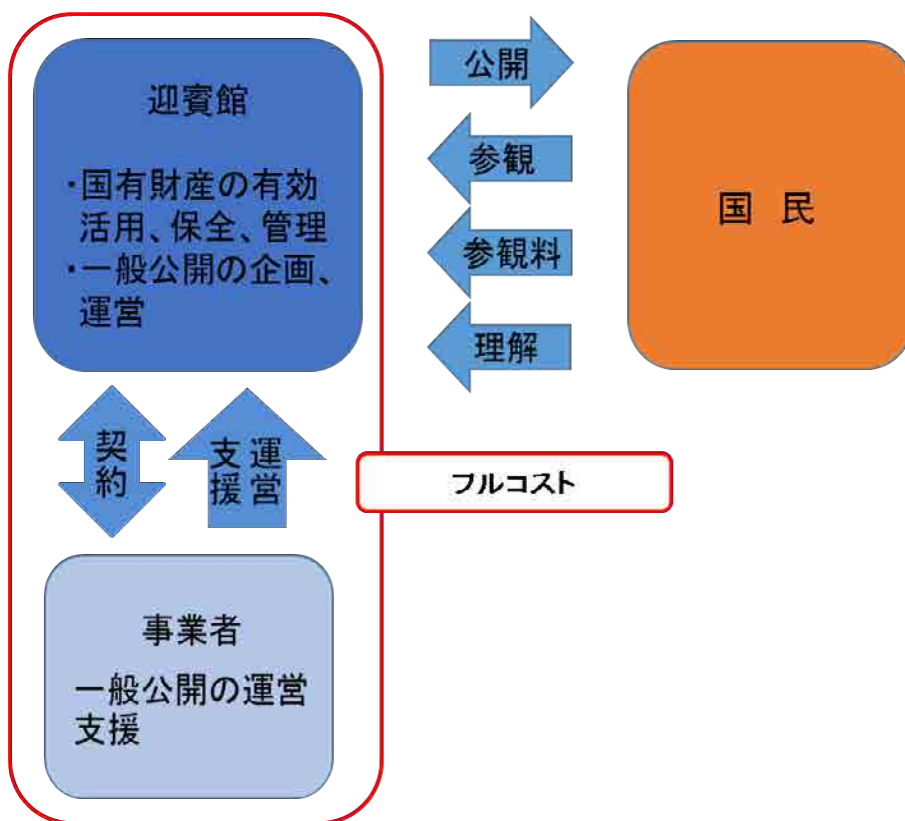 迎賓館
・国有財産の有効
活用、保全、管理
・一般公開の企画、
運営
公開
参観
参観料
理解
国 民
契約
運営
支援
フルコスト
事業者
一般公開の運営
支援